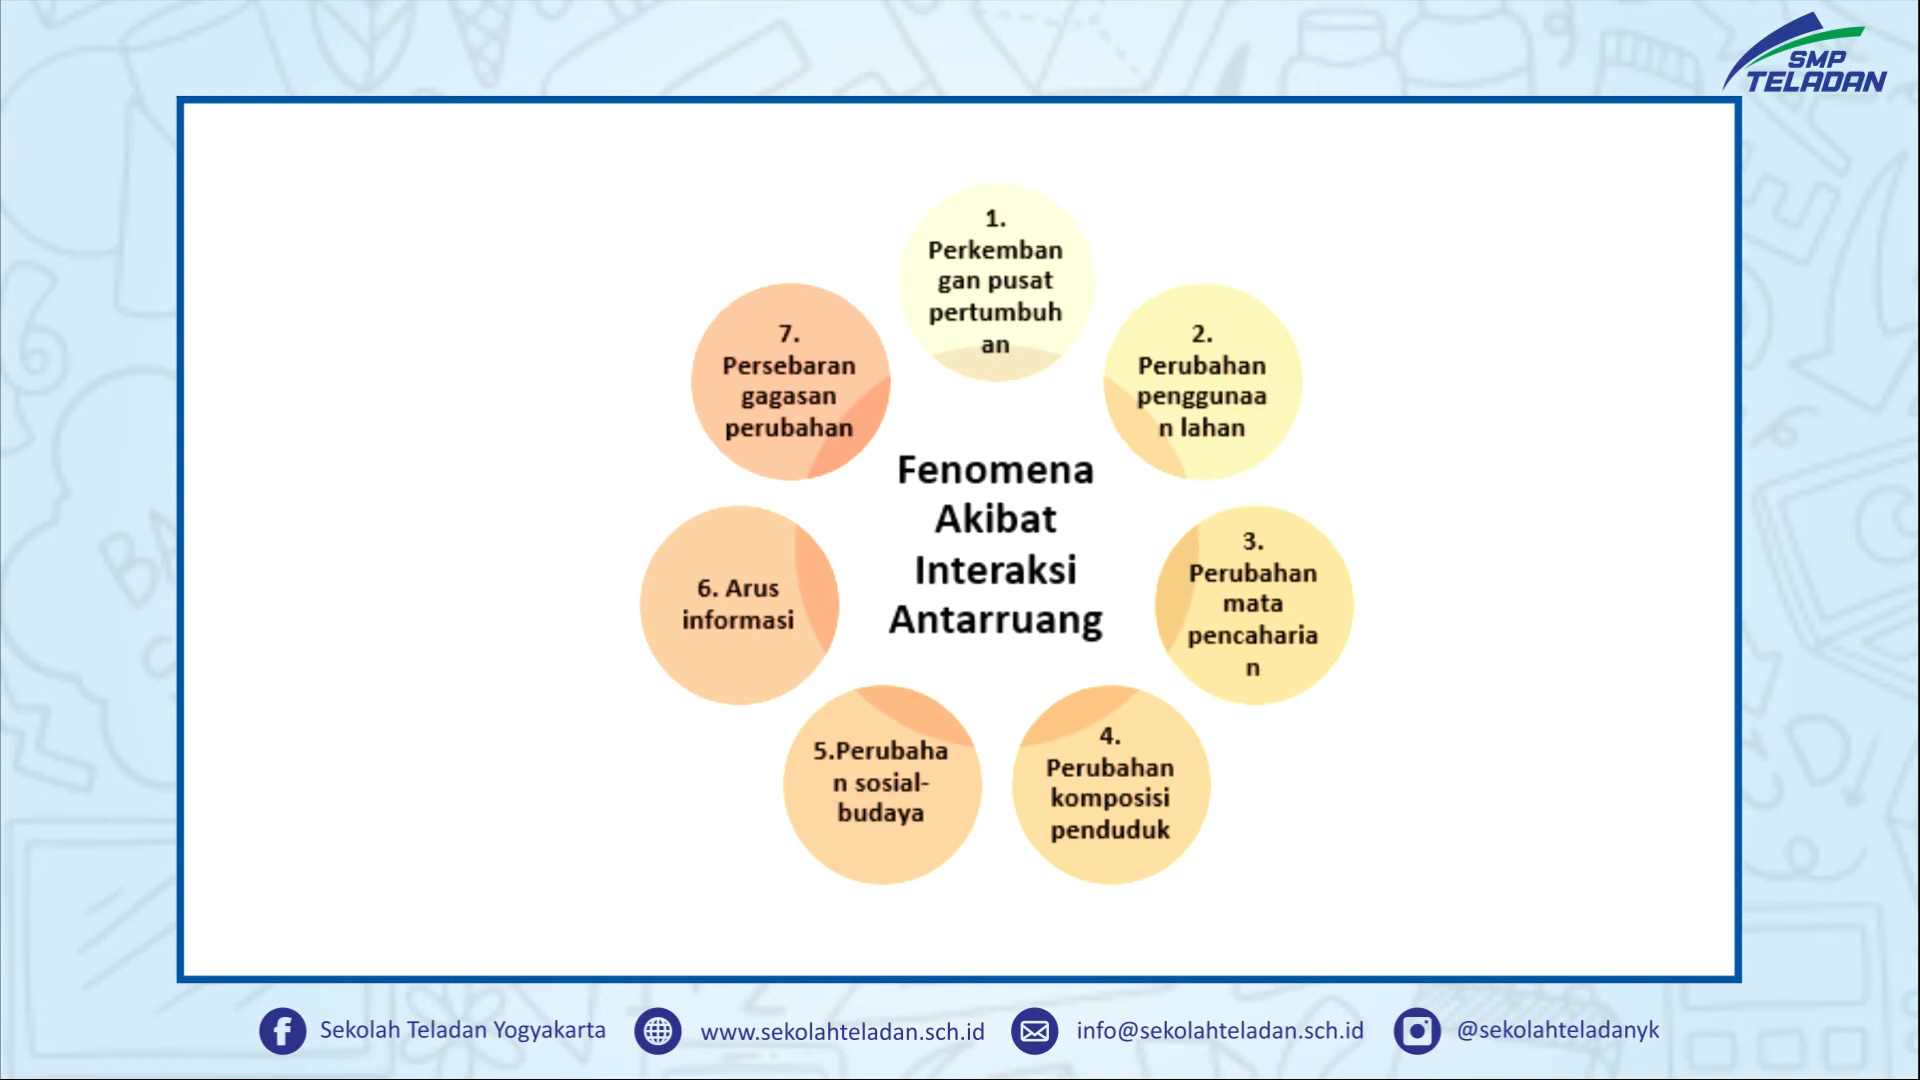 SMP
TELADAN
1.
Perkemban
gan pusat
pertumbuh
an
2.
Perubahan
penggunaa
n lahan
3.
Perubahan
mata
pencaharia
n
4.
Perubahan
komposisi
penduduk
5.Perubaha
n sosial-
budaya
6. Arus
informasi
7.
Persebaran
gagasan
perubahan
Fenomena
Akibat
Interaksi
Antarruang
Sekolah Teladan Yogyakarta
www.sekolahteladan.sch.id
info@sekolahteladan.sch.id
@sekolahteladanyk